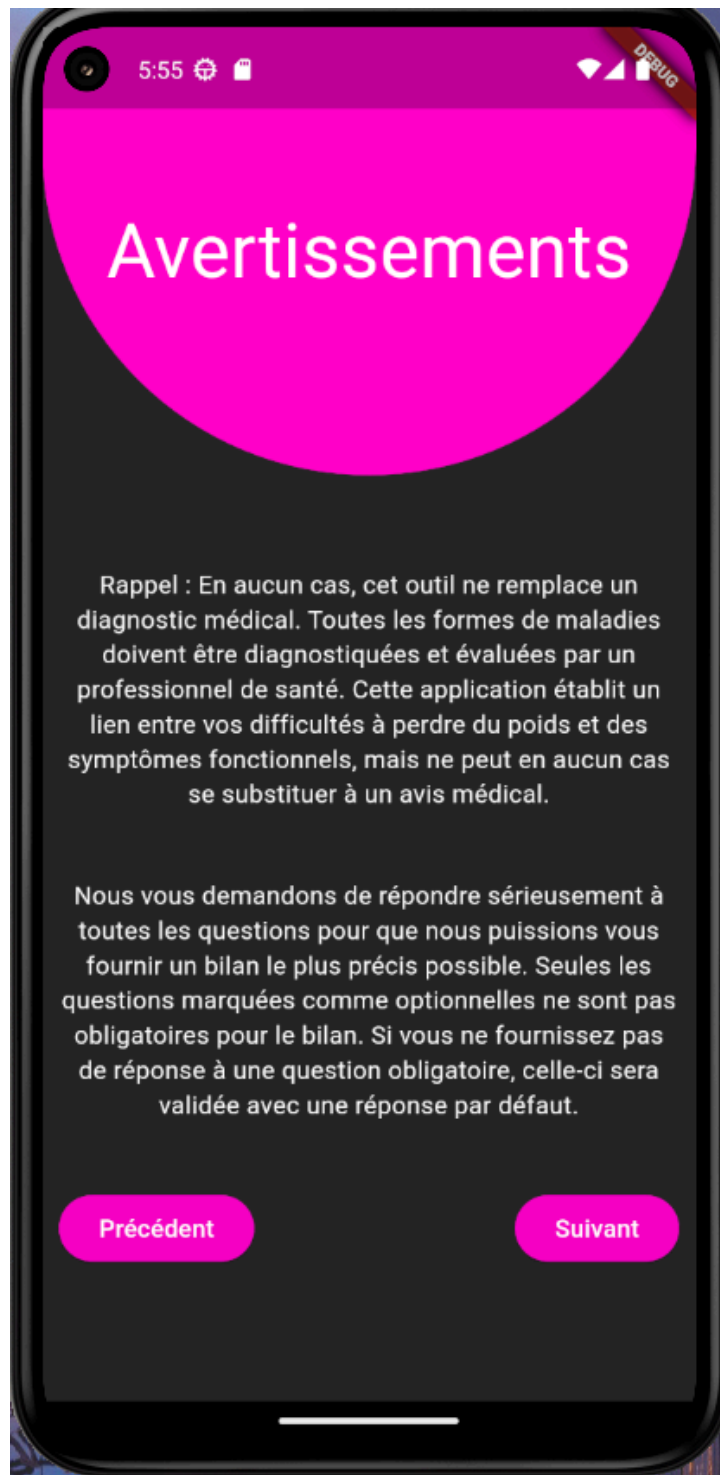 5:55
DEBUG
Avertissements
Rappel : En aucun cas, cet outil ne remplace un
diagnostic médical. Toutes les formes de maladies
doivent être diagnostiquées et évaluées par un
professionnel de santé. Cette application établit un
lien entre vos difficultés à perdre du poids et des
symptômes fonctionnels, mais ne peut en aucun cas
se substituer à un avis médical.
Nous vous demandons de répondre sérieusement à
toutes les questions pour que nous puissions vous
fournir un bilan le plus précis possible. Seules les
questions marquées comme optionnelles ne sont pas
obligatoires pour le bilan. Si vous ne fournissez pas
de réponse à une question obligatoire, celle-ci sera
validée avec une réponse par défaut.
Précédent
Suivant